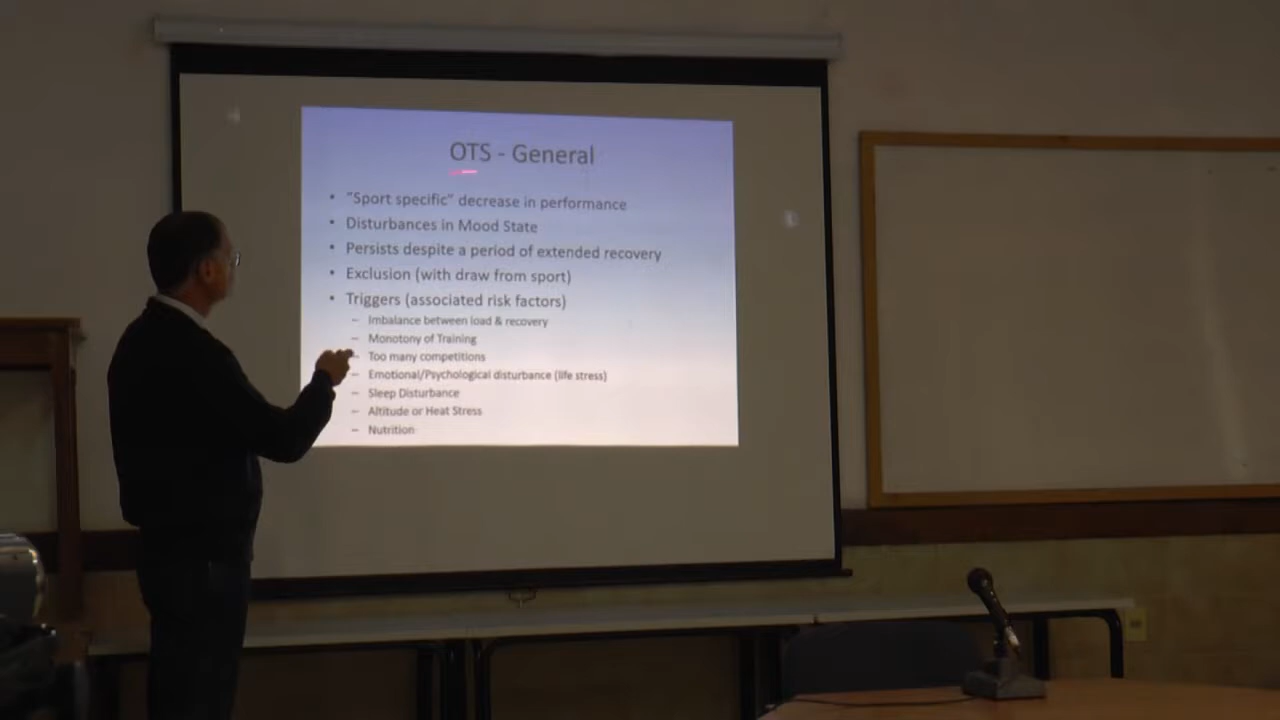 OTS - General
• "Sport specific" decrease in performance
• Disturbances in Mood State
• Persists despite a period of extended recovery
• Exclusion (with draw from sport)
• Triggers (associated risk factors)
– Imbalance between load & recovery
– Monotony of Training
– Too many competitions
– Emotional/Psychological disturbance (life stress)
– Sleep Disturbance
– Altitude or Heat Stress
– Nutrition